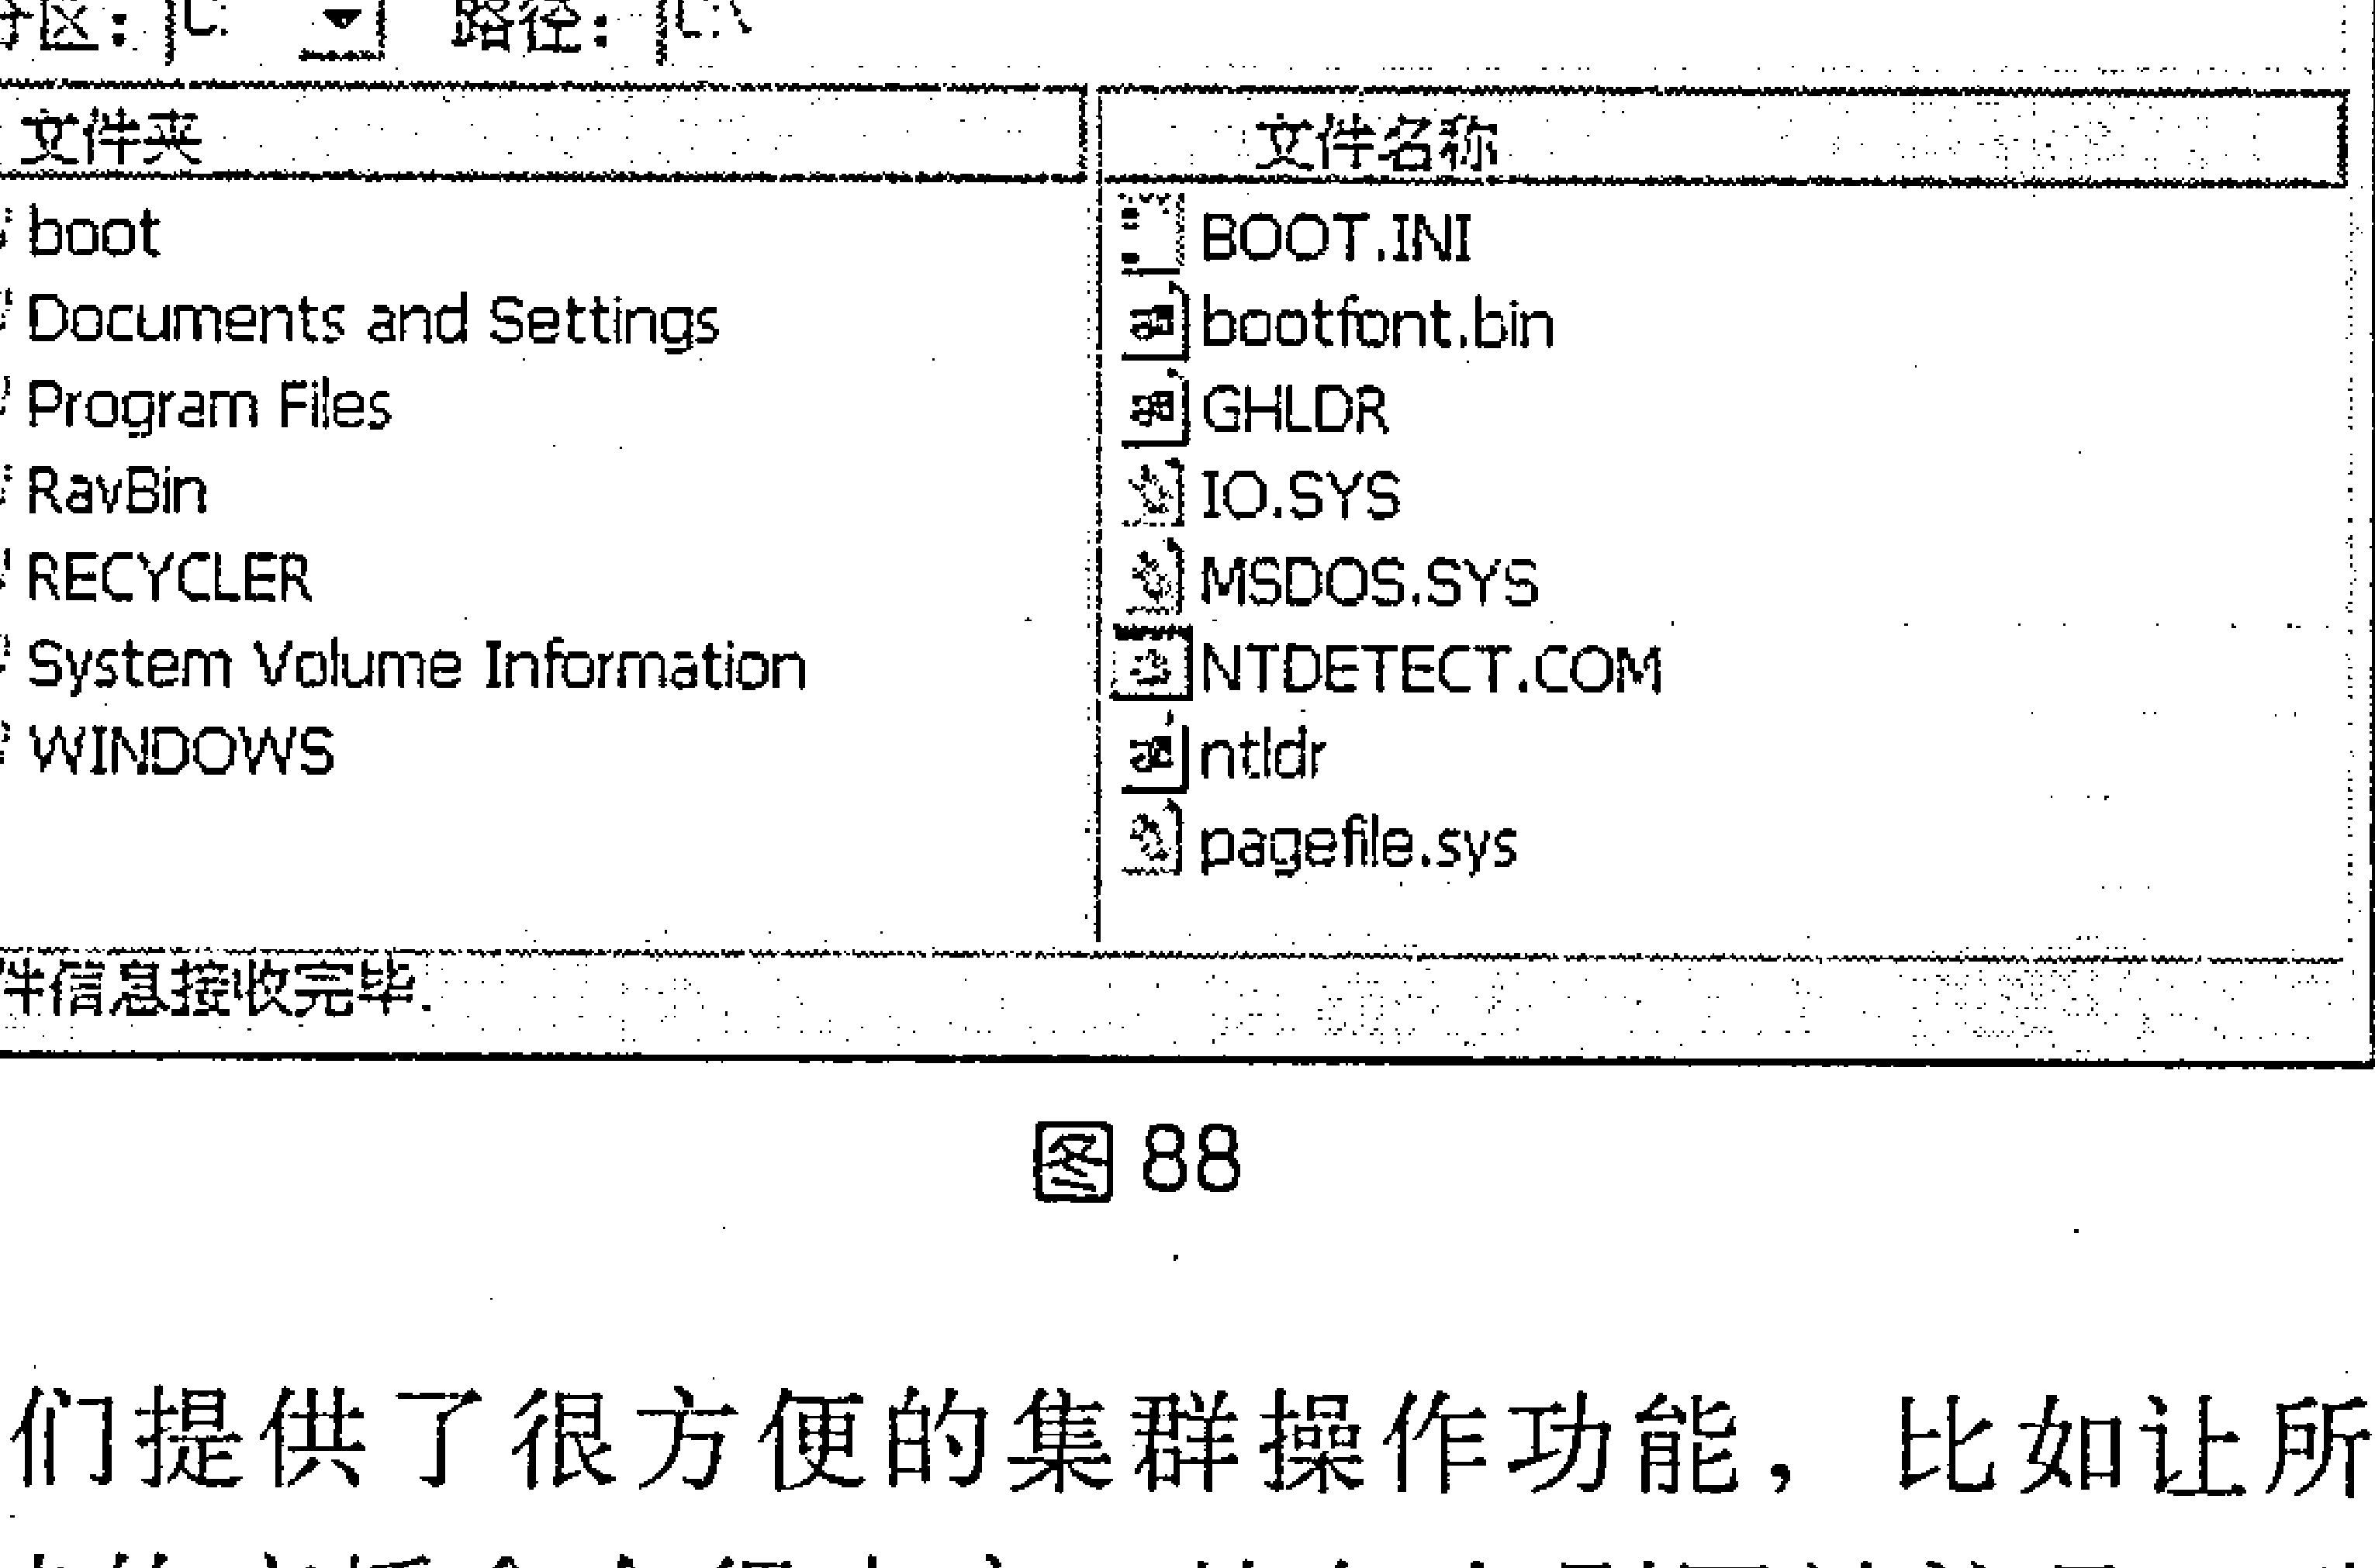 区： C: 路径： C:\
文件夹 文件名称
boot BOOT.INI
Documents and Settings bootfont.bin
Program Files GHLDR
RavBin IO.SYS
RECYCLER MSDOS.SYS
System Volume Information NTDETECT.COM
WINDOWS ntldr
pagefile.sys
件信息接收完毕.
图 88
们提供了很方便的集群操作功能，比如让所